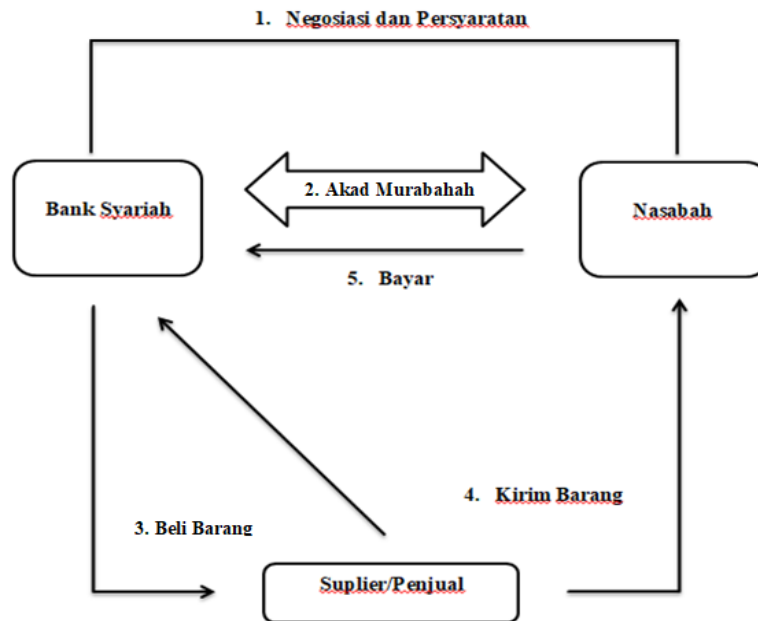 1. Negosiasi dan Persyaratan
Bank Syariah
2. Akad Murabahah
Nasabah
5. Bayar
4. Kirim Barang
3. Beli Barang
Suplier/Penjual